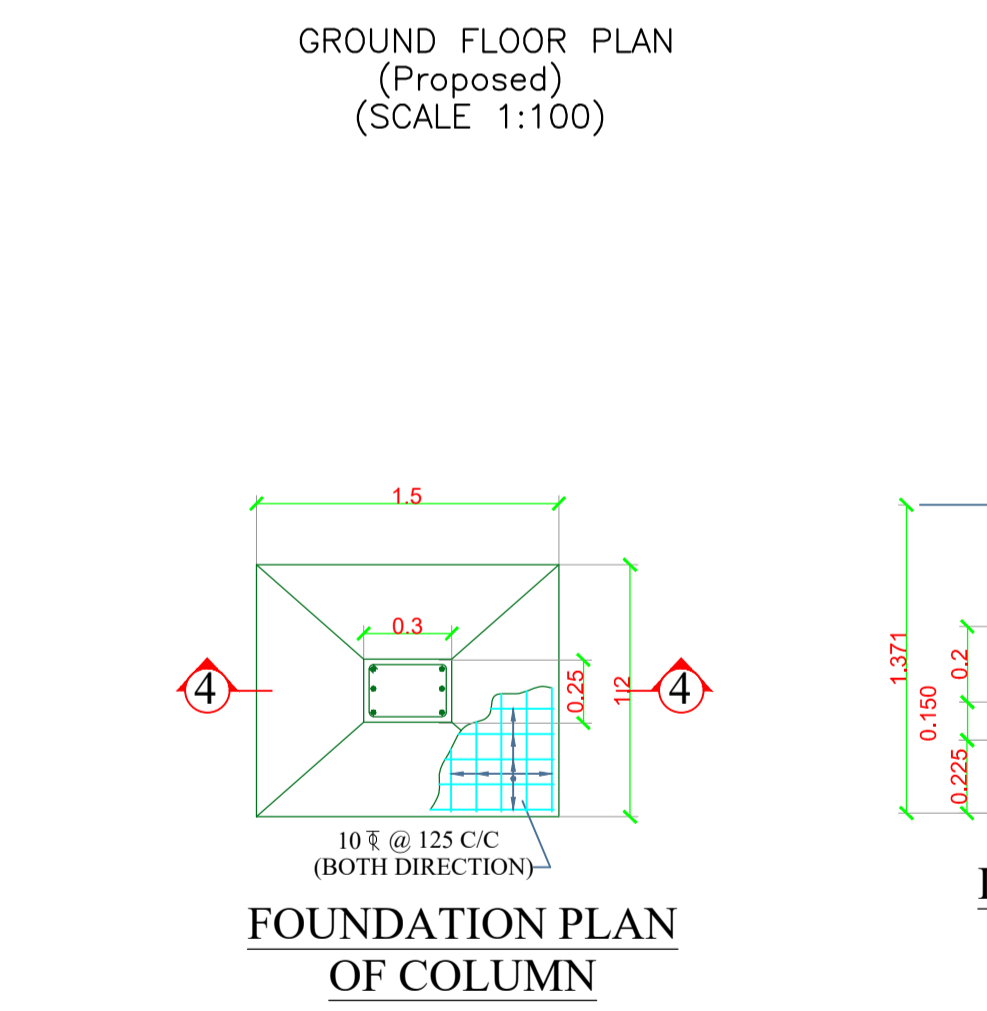 GROUND FLOOR PLAN
(Proposed)
(SCALE 1:100)
1.5
0.3
0.25
1.2
4
4
10 @ 125 C/C
(BOTH DIRECTION)
FOUNDATION PLAN
OF COLUMN
1.371
0.150
0.2
0.225